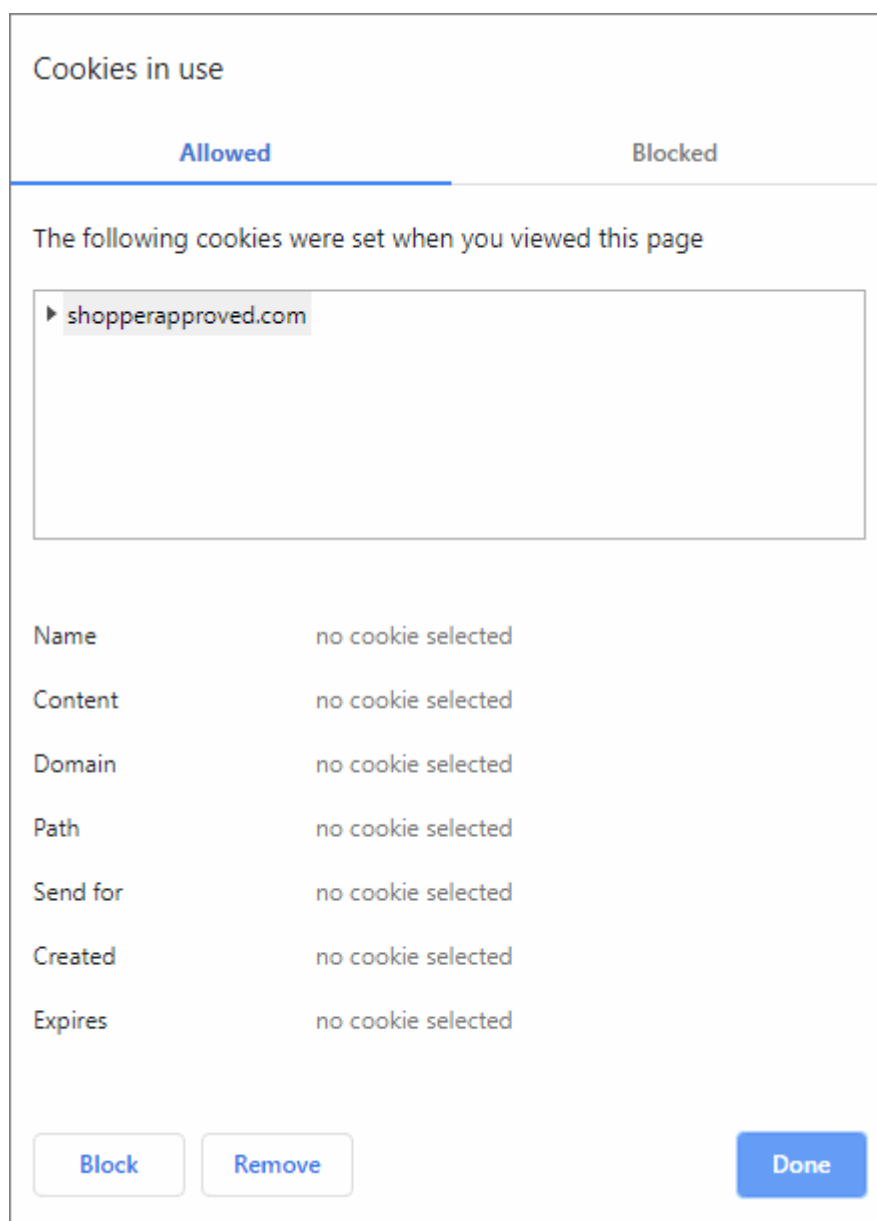 Cookies in use
Allowed Blocked
The following cookies were set when you viewed this page
shopperapproved.com
Name no cookie selected
Content no cookie selected
Domain no cookie selected
Path no cookie selected
Send for no cookie selected
Created no cookie selected
Expires no cookie selected
Block Remove Done